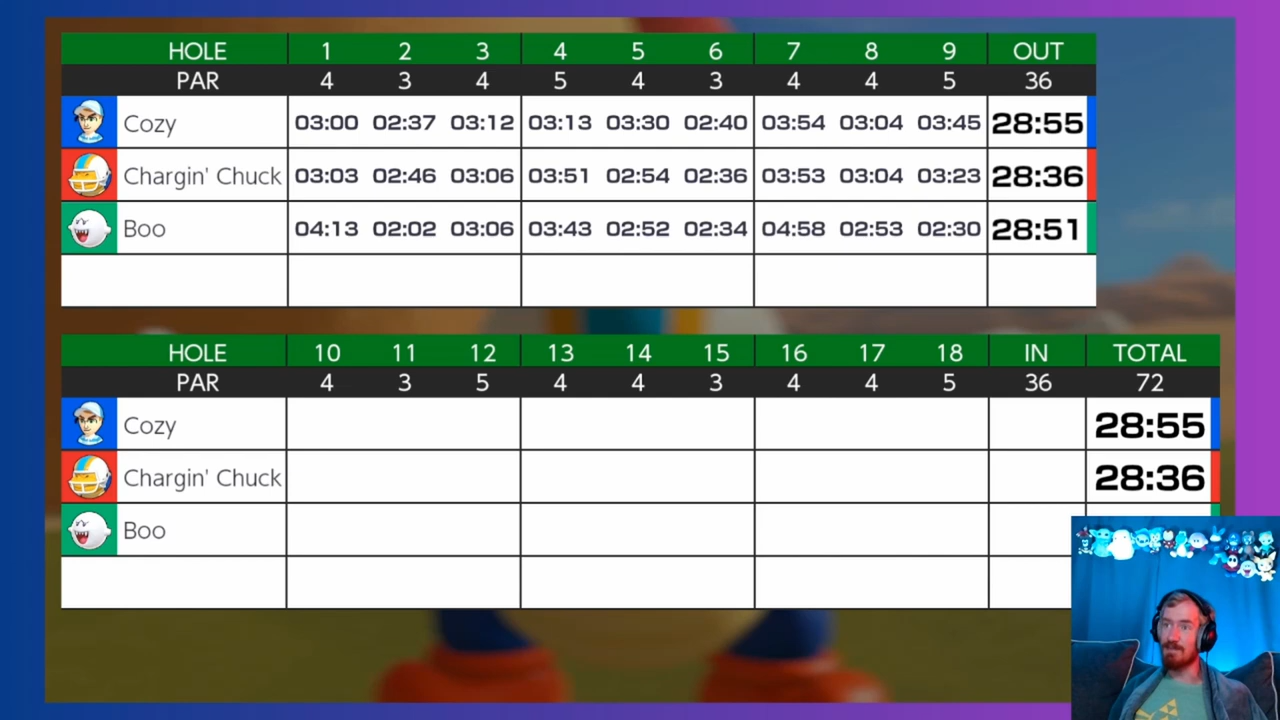 HOLE 1 2 3 4 5 6 7 8 9 OUT
PAR 4 3 4 5 4 3 4 4 5 36
Cozy 03:00 02:37 03:12 03:13 03:30 02:40 03:54 03:04 03:45 28:55
Chargin' Chuck 03:03 02:46 03:06 03:51 02:54 02:36 03:53 03:04 03:23 28:36
Boo 04:13 02:02 03:06 03:43 02:52 02:34 04:58 02:53 02:30 28:51
HOLE 10 11 12 13 14 15 16 17 18 IN TOTAL
PAR 4 3 5 4 4 3 4 4 5 36 72
Cozy 28:55
Chargin' Chuck 28:36
Boo